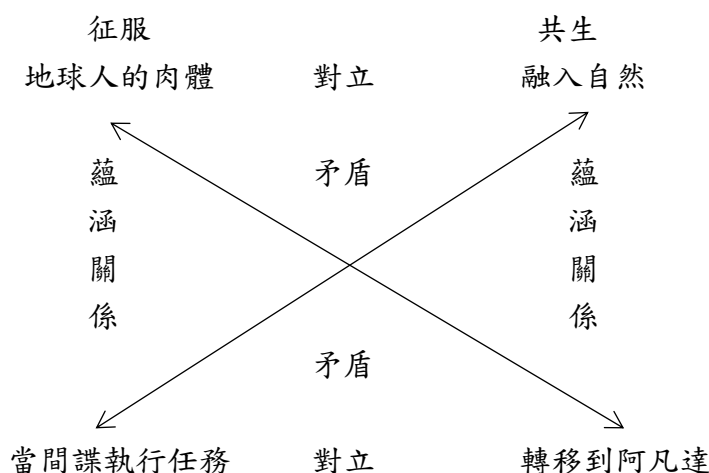 征服 共生
地球人的肉體 對立 融入自然
蘊 矛盾 蘊
涵 涵
關 關
係 係
矛盾
當間諜執行任務 對立 轉移到阿凡達